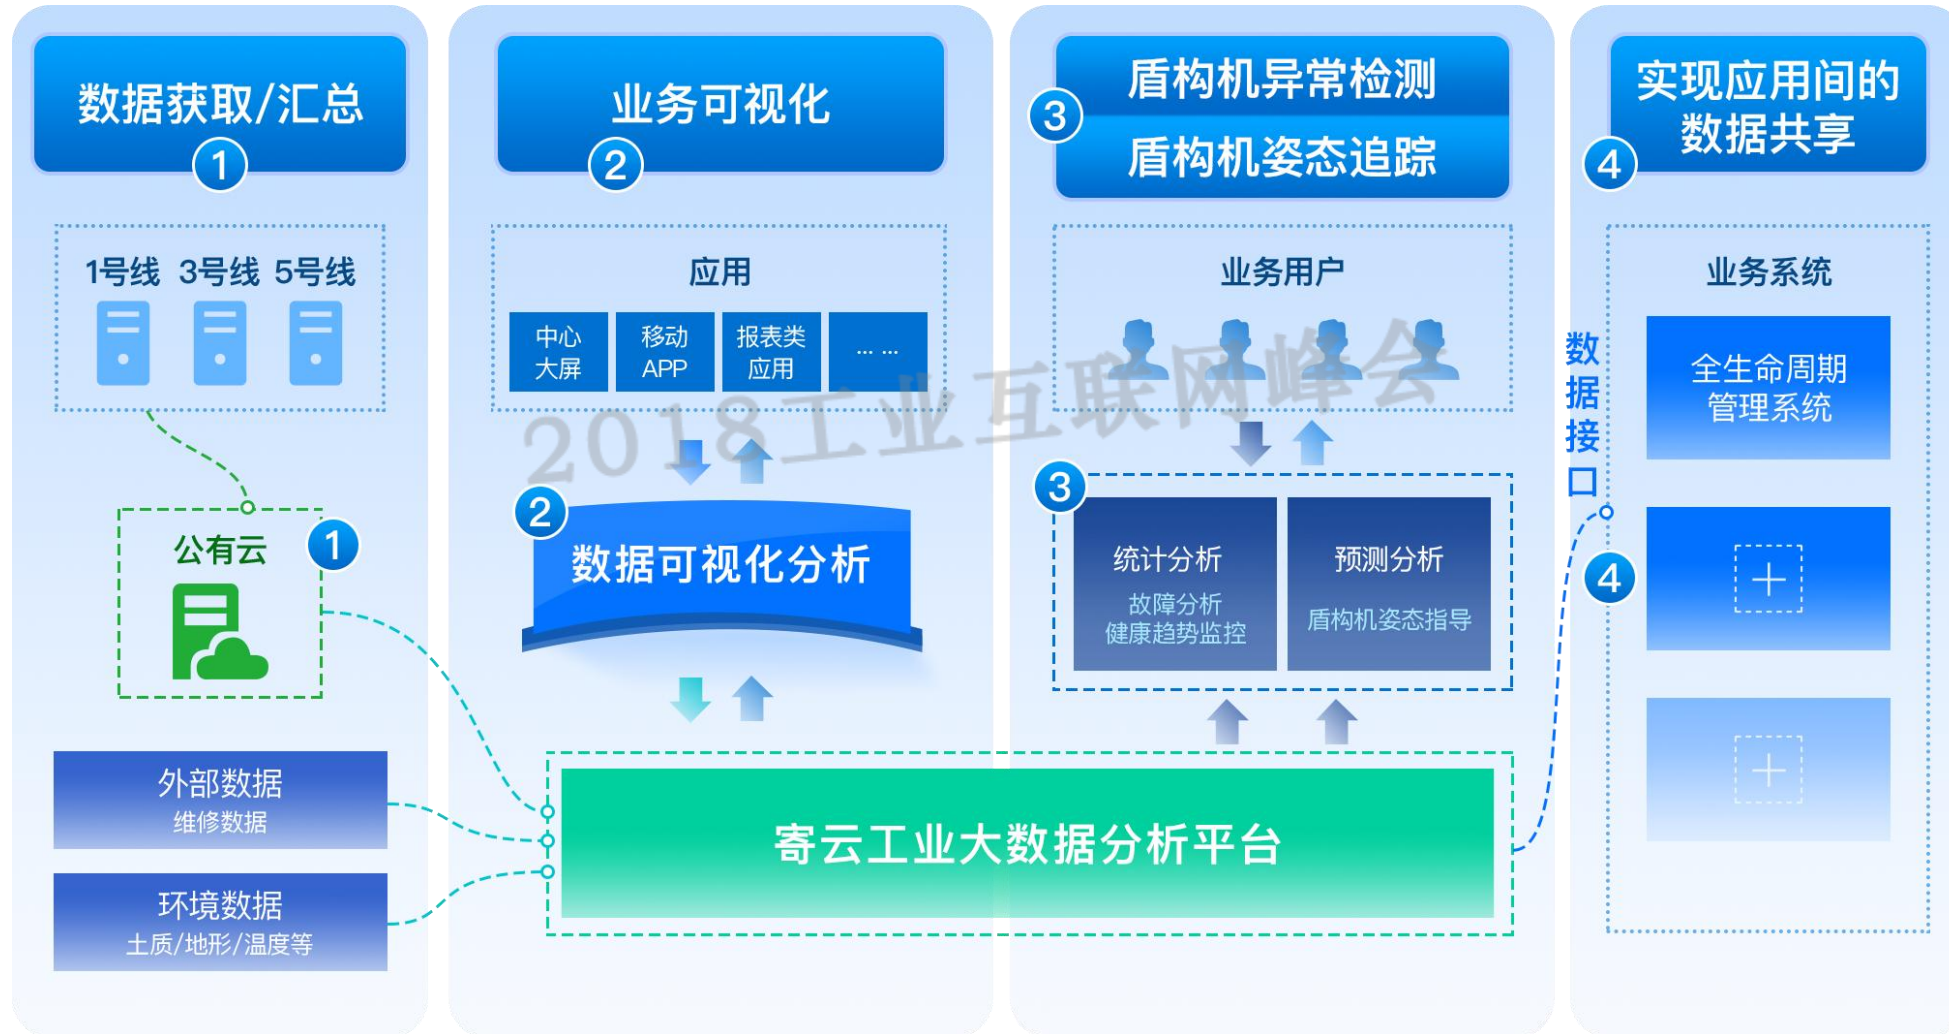 数据获取/汇总
1
1号线 3号线 5号线
公有云
1
外部数据
维修数据
环境数据
土质/地形/温度等
业务可视化
2
应用
中心
大屏
移动
APP
报表类
应用
... ...
2
数据可视化分析
盾构机异常检测
3
盾构机姿态追踪
业务用户
3
统计分析
故障分析
健康趋势监控
预测分析
盾构机姿态指导
寄云工业大数据分析平台
实现应用间的
数据共享
4
数据接口
业务系统
全生命周期
管理系统
4
2018工业互联网峰会